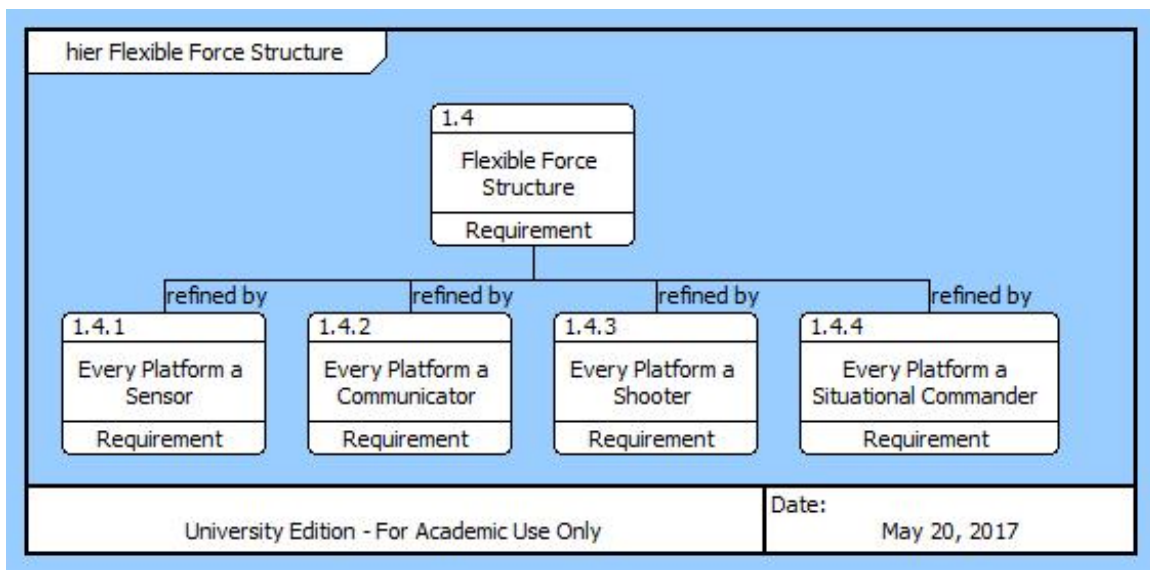 hier Flexible Force Structure
1.4
Flexible Force
Structure
Requirement
refined by
refined by
refined by
refined by
1.4.1
Every Platform a
Sensor
Requirement
1.4.2
Every Platform a
Communicator
Requirement
1.4.3
Every Platform a
Shooter
Requirement
1.4.4
Every Platform a
Situational Commander
Requirement
University Edition - For Academic Use Only
Date:
May 20, 2017